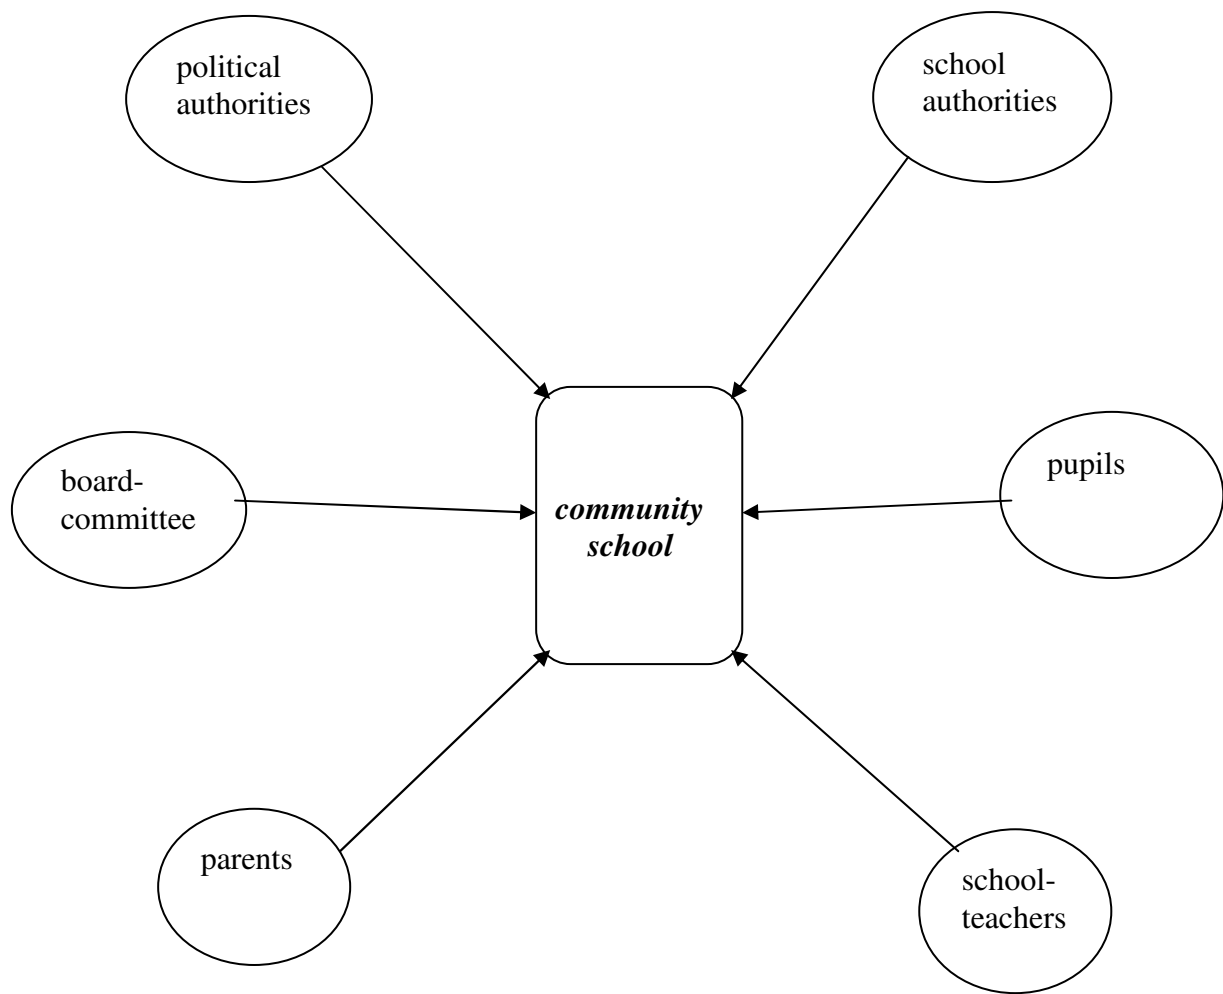 political
authorities
school
authorities
board-
committee
community
school
pupils
parents
school-
teachers